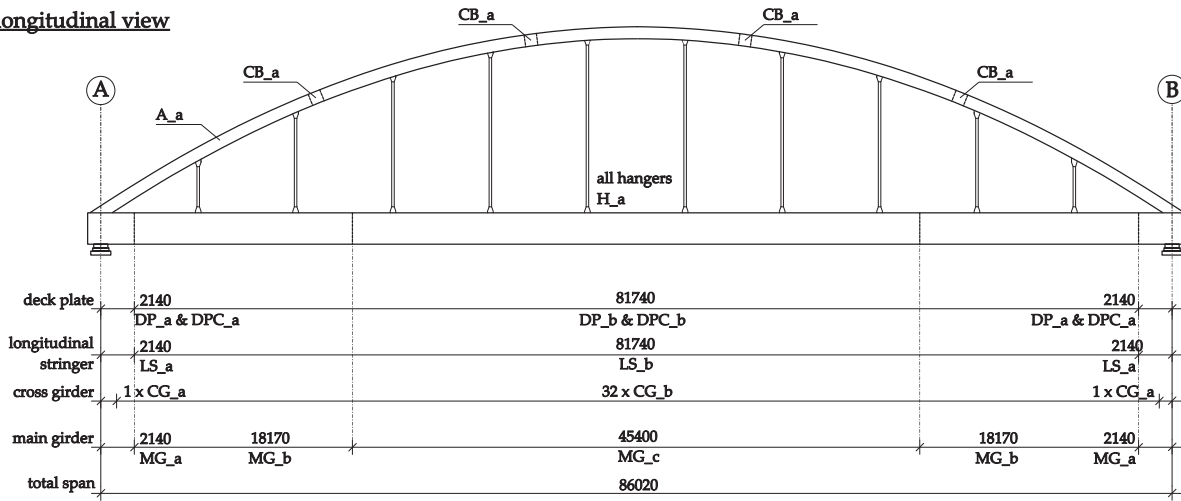 longitudinal view
CB_a
CB_a
CB_a
CB_a
A
B
A_a
all hangers
H_a
deck plate 2140 81740 2140
DP_a & DPC_a DP_b & DPC_b DP_a & DPC_a
longitudinal 2140 81740 2140
stringer LS_a LS_b LS_a
cross girder 1 x CG_a 32 x CG_b 1 x CG_a
main girder 2140 18170 45400 18170 2140
MG_a MG_b MG_c MG_b MG_a
total span 86020